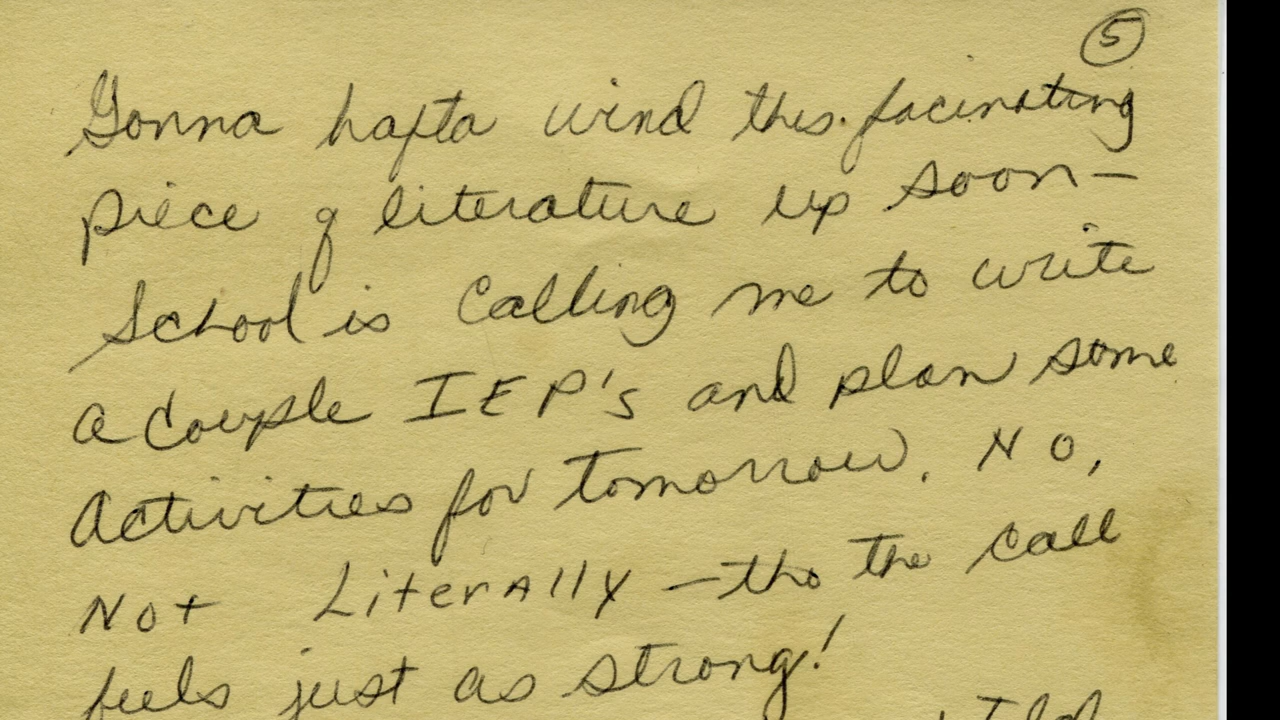 5
Gonna hafta wind this facinating
piece of literature up soon—
School is calling me to write
a couple IEP's and plan some
Activities for tomorrow. No,
Not Literally — tho the call
feels just as strong!